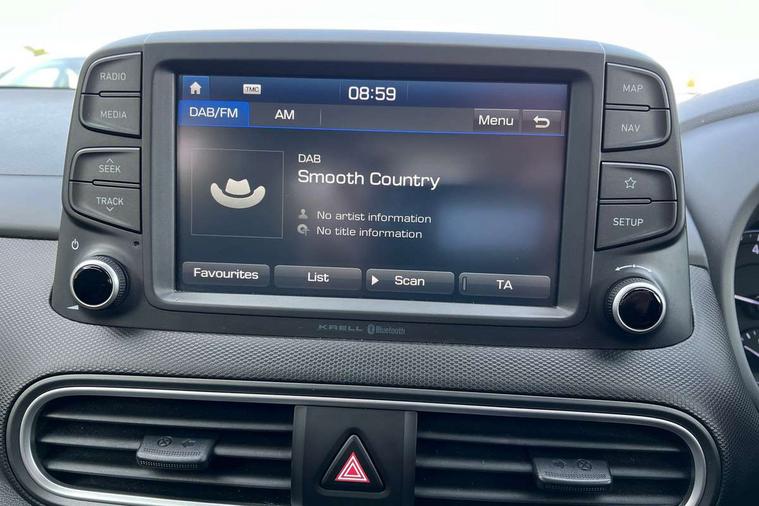 RADIO
MEDIA
SEEK
TRACK
TMC
08:59
DAB/FM
AM
Menu
DAB
Smooth Country
No artist information
No title information
Favourites
List
Scan
TA
MAP
NAV
SETUP
KRELL Bluetooth